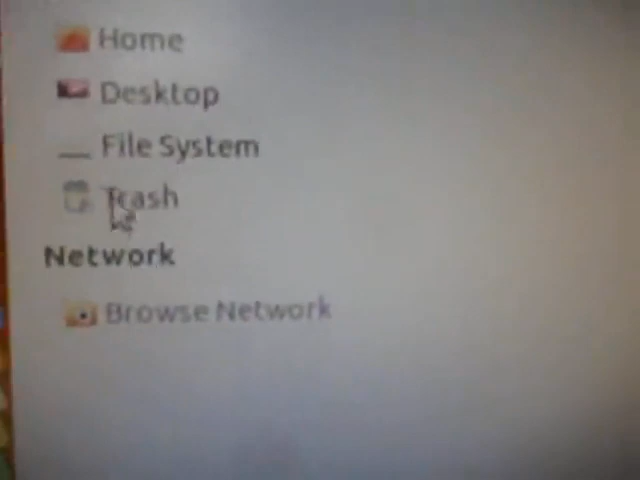 Home
Desktop
File System
Trash
Network
Browse Network